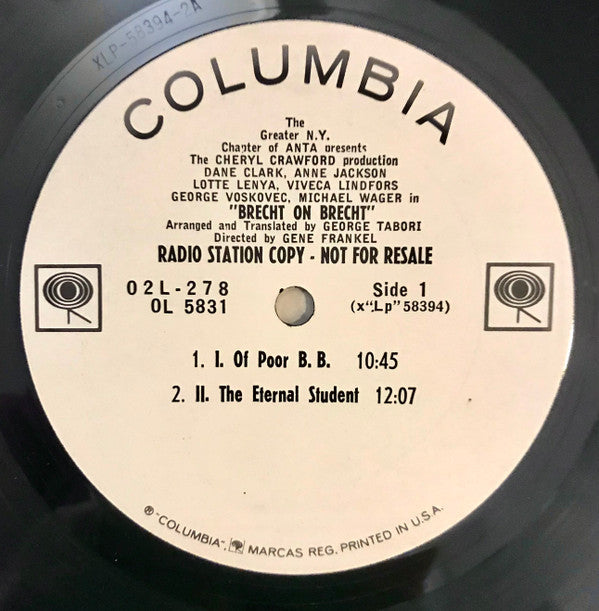 XLP-58394-2A
COLUMBIA
The
Greater N.Y.
Chapter of ANTA presents
The CHERYL CRAWFORD production
DANE CLARK, ANNE JACKSON
LOTTE LENYA, VIVECA LINDFORS
GEORGE VOSKOVEC, MICHAEL WAGER in
"BRECHT ON BRECHT"
Arranged and Translated by GEORGE TABORI
Directed by GENE FRANKEL
RADIO STATION COPY - NOT FOR RESALE
O2L-278
OL 5831
Side 1
(x"Lp" 58394)
1. I. Of Poor B.B. 10:45
2. II. The Eternal Student 12:07
® "COLUMBIA", MARCAS REG. PRINTED IN U.S.A.